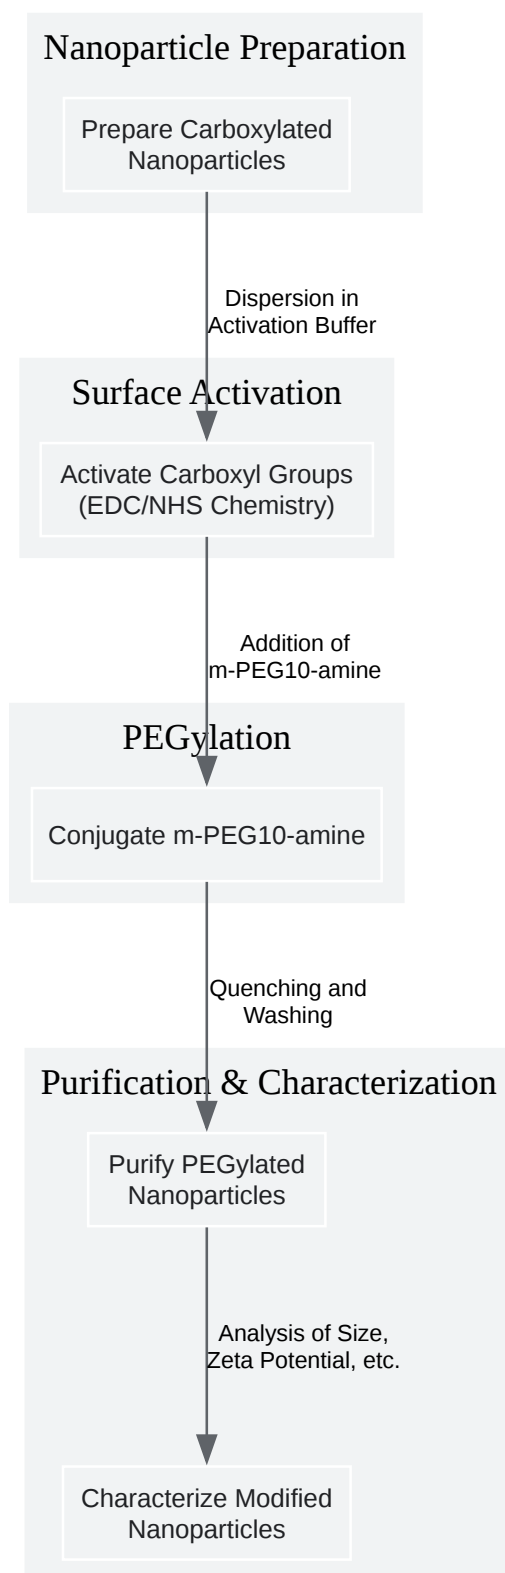 Nanoparticle Preparation
Prepare Carboxylated
Nanoparticles
Dispersion in
Activation Buffer
Surface Activation
Activate Carboxyl Groups
(EDC/NHS Chemistry)
Addition of
m-PEG10-amine
PEGylation
Conjugate m-PEG10-amine
Quenching and
Washing
Purification & Characterization
Purify PEGylated
Nanoparticles
Analysis of Size,
Zeta Potential, etc.
Characterize Modified
Nanoparticles